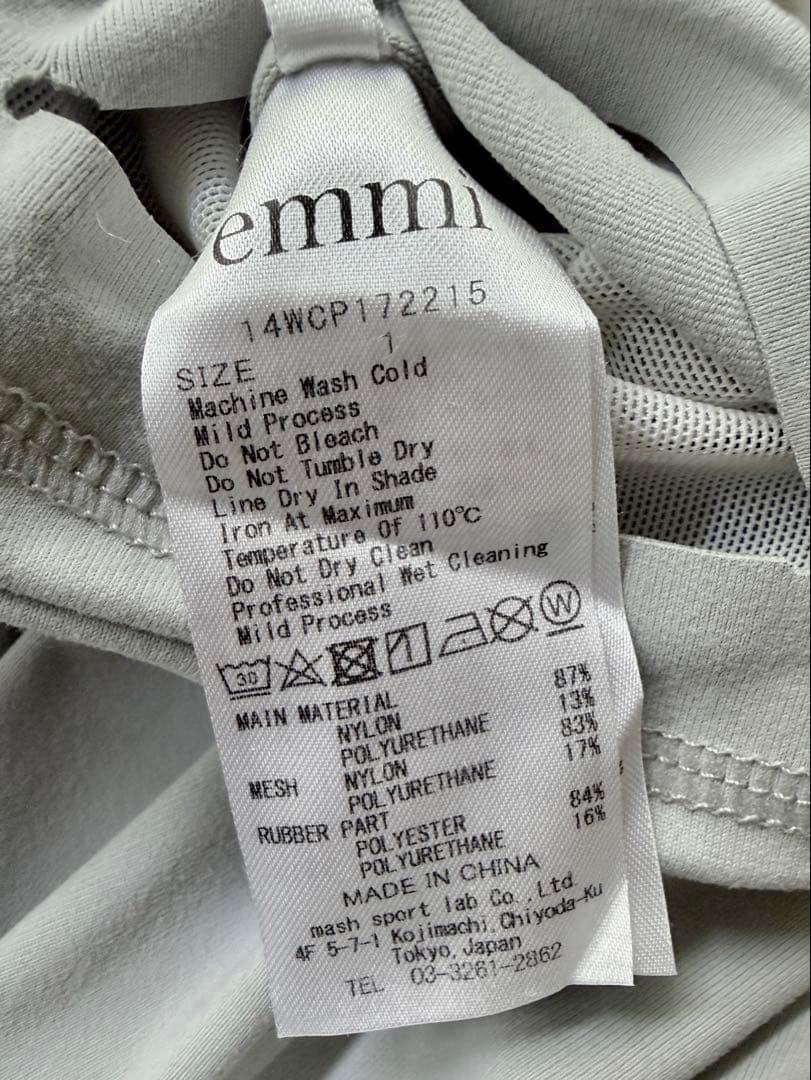 emmi
14WCP172215
SIZE 1
Machine Wash Cold
Mild Process
Do Not Bleach
Do Not Tumble Dry
Line Dry In Shade
Iron At Maximum
Temperature Of 110℃
Do Not Dry Clean
Professional Wet Cleaning
Mild Process
30 W
MAIN MATERIAL
NYLON 87%
POLYURETHANE 13%
MESH NYLON 83%
POLYURETHANE 17%
RUBBER PART
POLYESTER 84%
POLYURETHANE 16%
MADE IN CHINA
mash sport lab Co.,Ltd
4F 5-7-1 Kojimachi,Chiyoda-Ku
Tokyo,Japan
TEL 03-3261-2862